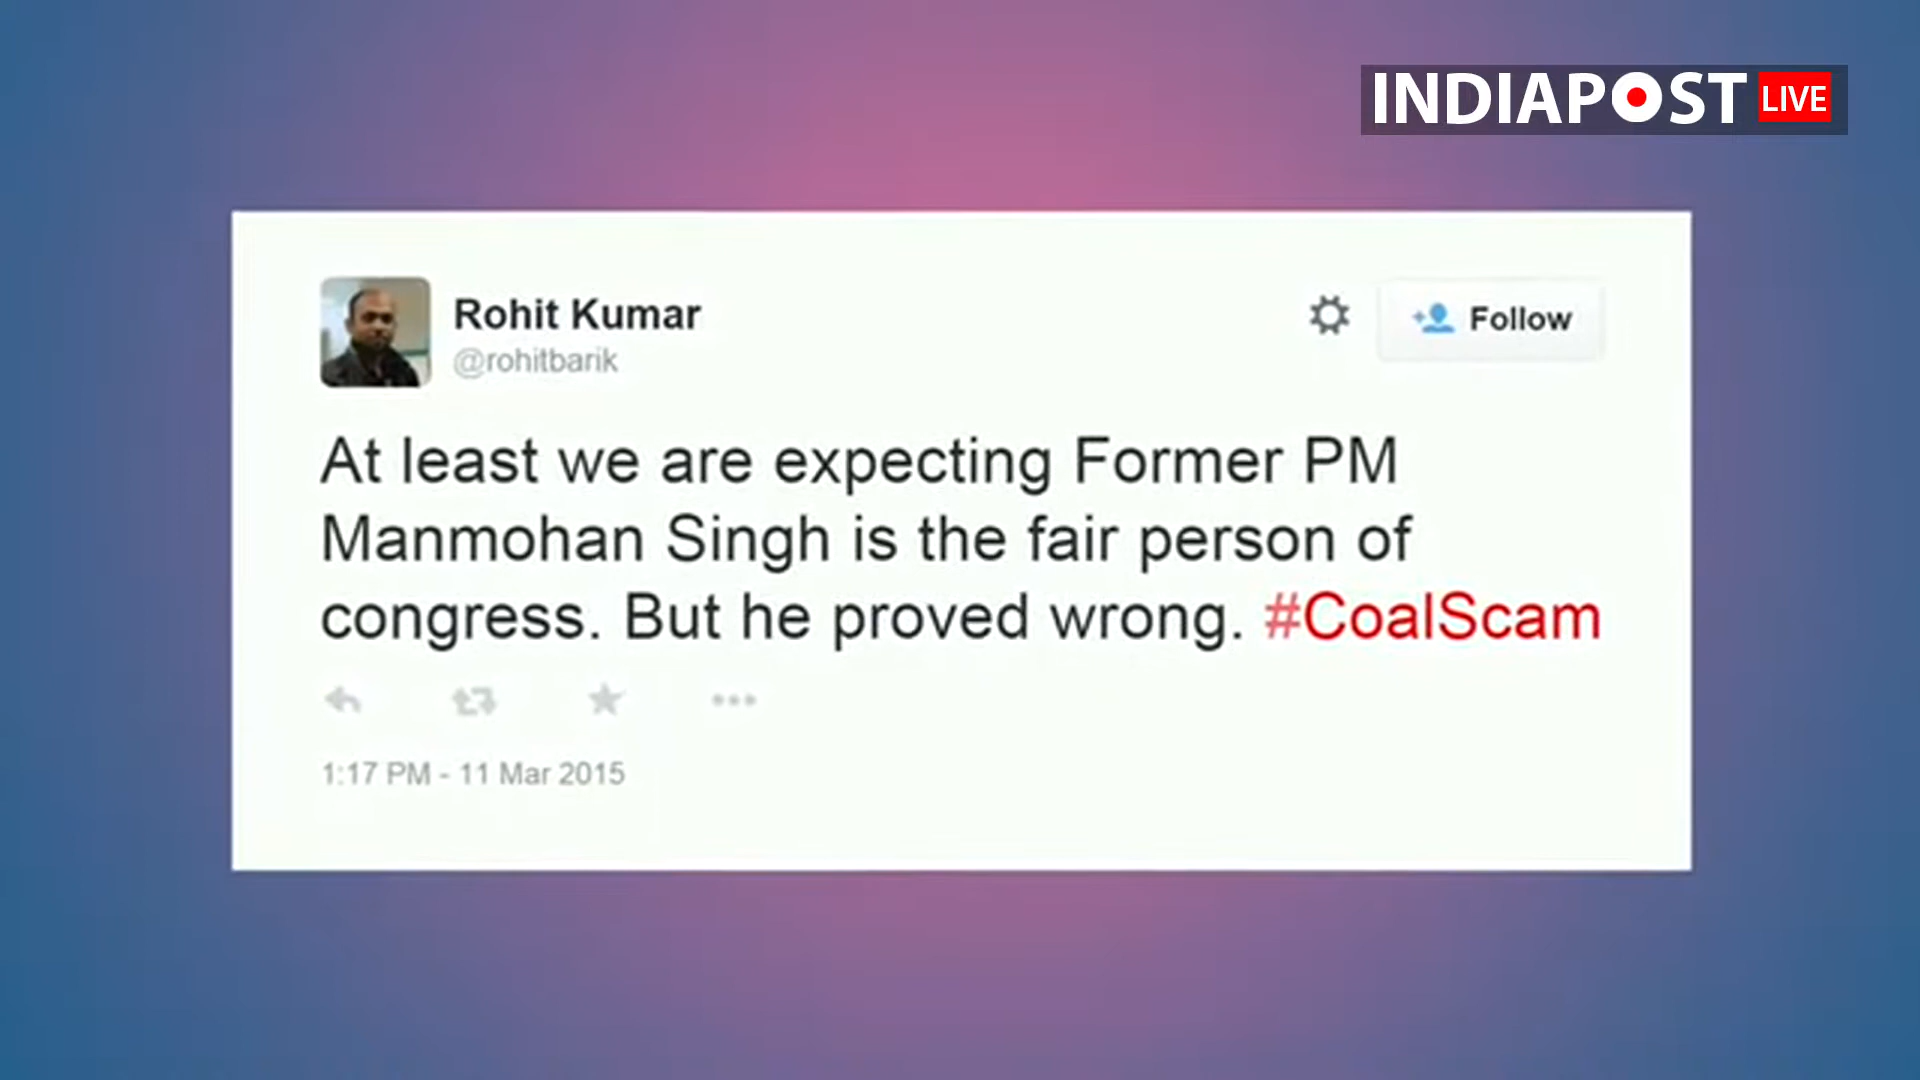 INDIAPOST LIVE
Rohit Kumar
@rohitbarik
Follow
At least we are expecting Former PM
Manmohan Singh is the fair person of
congress. But he proved wrong. #CoalScam
1:17 PM - 11 Mar 2015